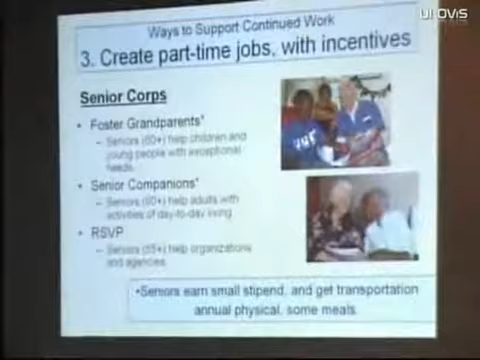 UIOVIS
Ways to Support Continued Work
3. Create part-time jobs, with incentives
Senior Corps
• Foster Grandparents*
– Seniors (60+) help children and
young people with exceptional
needs.
• Senior Companions*
– Seniors (60+) help adults with
activities of day-to-day living
• RSVP
– Seniors (55+) help organizations
and agencies
•Seniors earn small stipend, and get transportation
annual physical, some meals